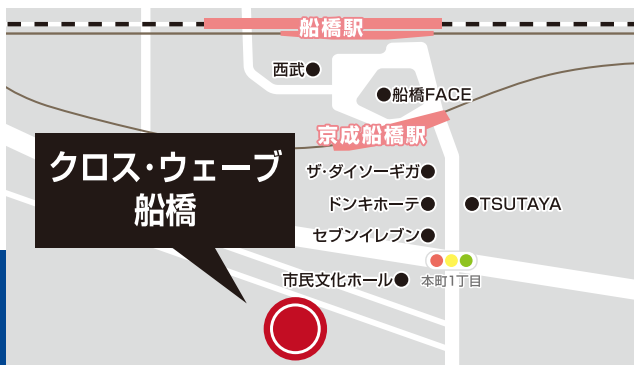 船橋駅
西武
船橋FACE
京成船橋駅
クロス・ウェーブ
船橋
ザ・ダイソーギガ
ドンキホーテ
TSUTAYA
セブンイレブン
市民文化ホール
本町1丁目